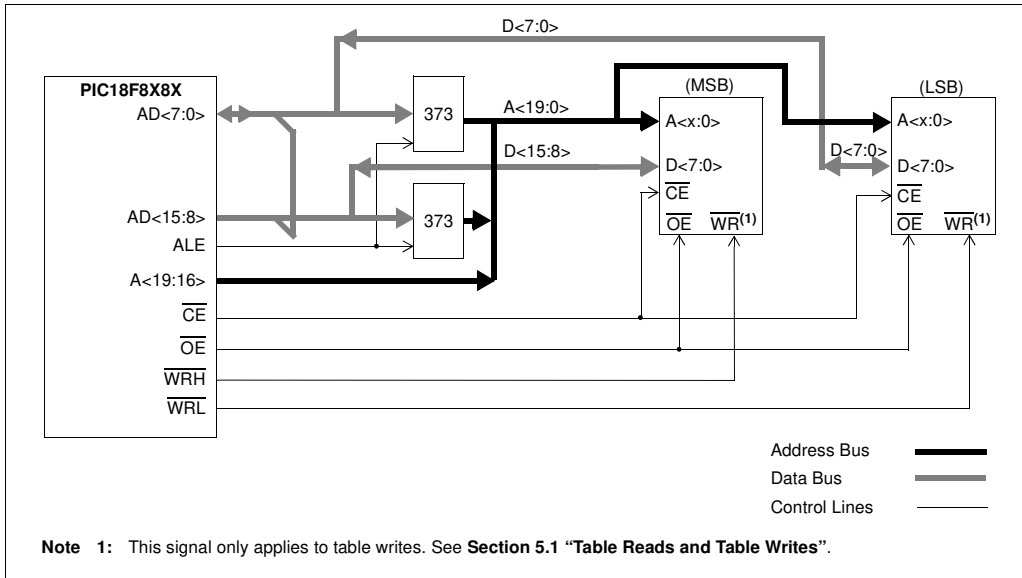 D<7:0>
PIC18F8X8X
AD<7:0>
373
A<19:0>
(MSB)
A<x:0>
(LSB)
A<x:0>
D<15:8>
D<7:0>
D<7:0>
D<7:0>
CE
CE
AD<15:8>
373
OE
WR(1)
OE
WR(1)
ALE
A<19:16>
CE
OE
WRH
WRL
Address Bus
Data Bus
Control Lines
Note 1: This signal only applies to table writes. See Section 5.1 “Table Reads and Table Writes”.